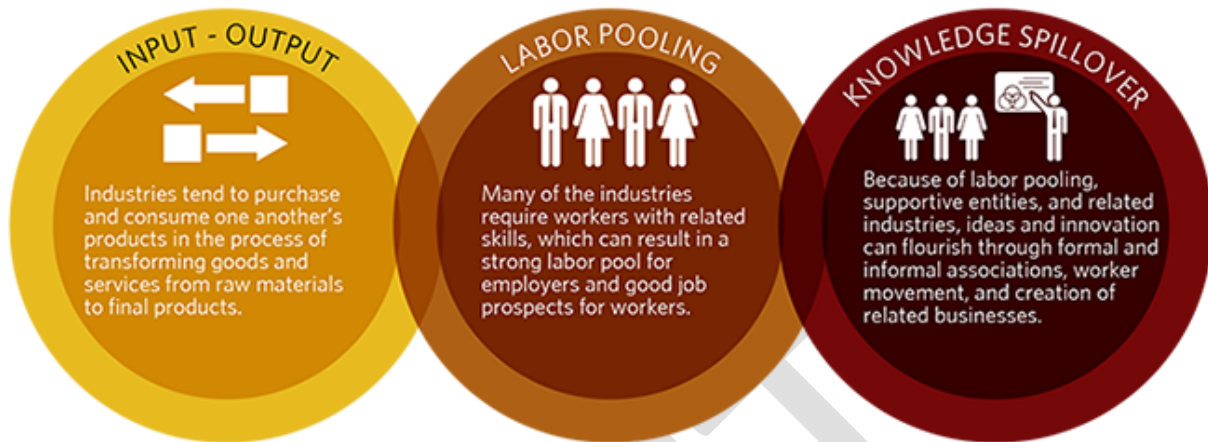 INPUT - OUTPUT
Industries tend to purchase
and consume one another's
products in the process of
transforming goods and
services from raw materials
to final products.
LABOR POOLING
Many of the industries
require workers with related
skills, which can result in a
strong labor pool for
employers and good job
prospects for workers.
KNOWLEDGE SPILLOVER
Because of labor pooling,
supportive entities, and related
industries, ideas and innovation
can flourish through formal and
informal associations, worker
movement, and creation of
related businesses.